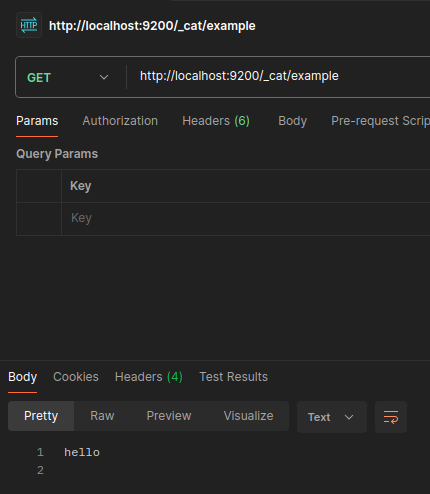 HTTP http://localhost:9200/_cat/example
GET http://localhost:9200/_cat/example
Params Authorization Headers (6) Body Pre-request Scrip
Query Params
Key
Key
Body Cookies Headers (4) Test Results
Pretty Raw Preview Visualize Text
1 hello
2